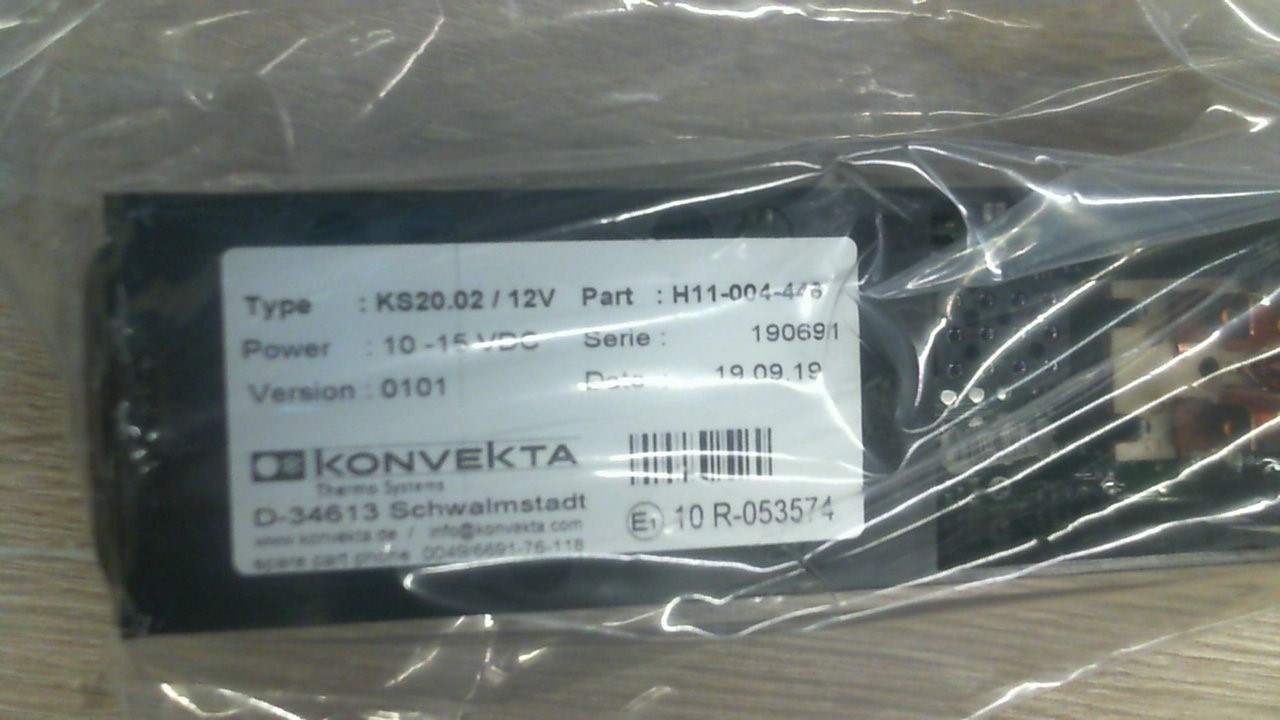 Type : KS20.02 / 12V Part : H11-004-448
Power : 10 -15 VDC Serie : 190691
Version : 0101 Date : 19.09.19
KONVEKTA
Thermo Systems
D-34613 Schwalmstadt
www.konvekta.de / info@konvekta.com
spare part phone 0049/6691-76-118
E1 10 R-053574